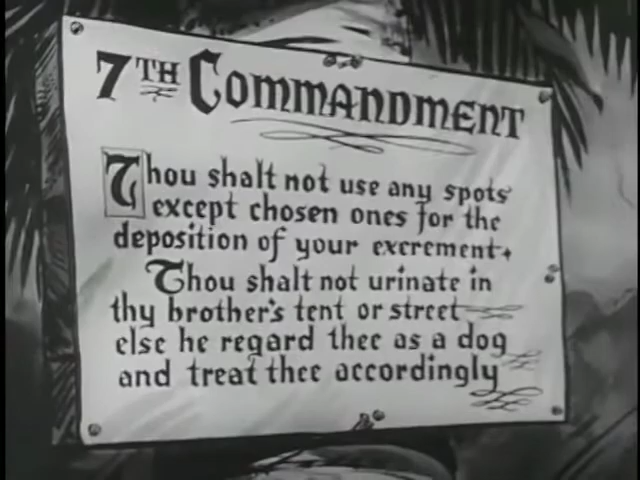 7TH COMMANDMENT
Thou shalt not use any spots
except chosen ones for the
deposition of your excrement
Thou shalt not urinate in
thy brother's tent or street
else he regard thee as a dog
and treat thee accordingly